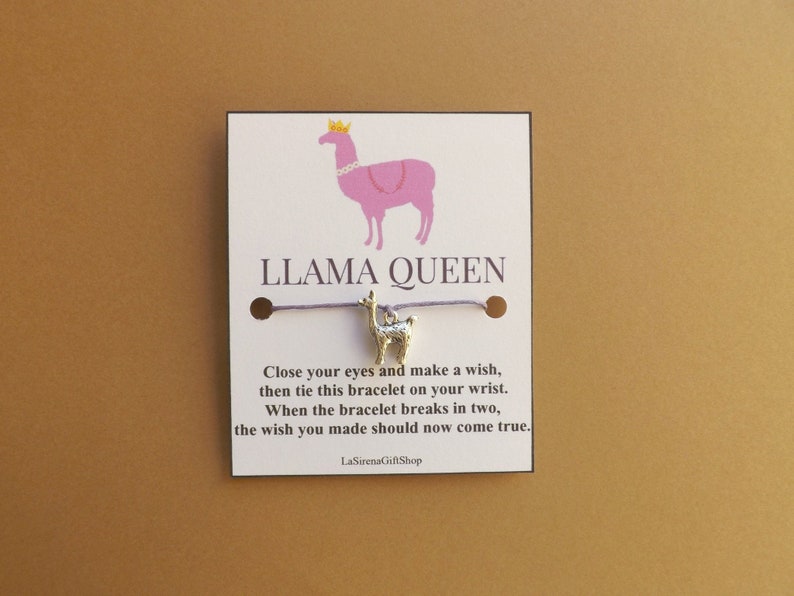 LLAMA QUEEN
Close your eyes and make a wish,
then tie this bracelet on your wrist.
When the bracelet breaks in two,
the wish you made should now come true.
LaSirenaGiftShop